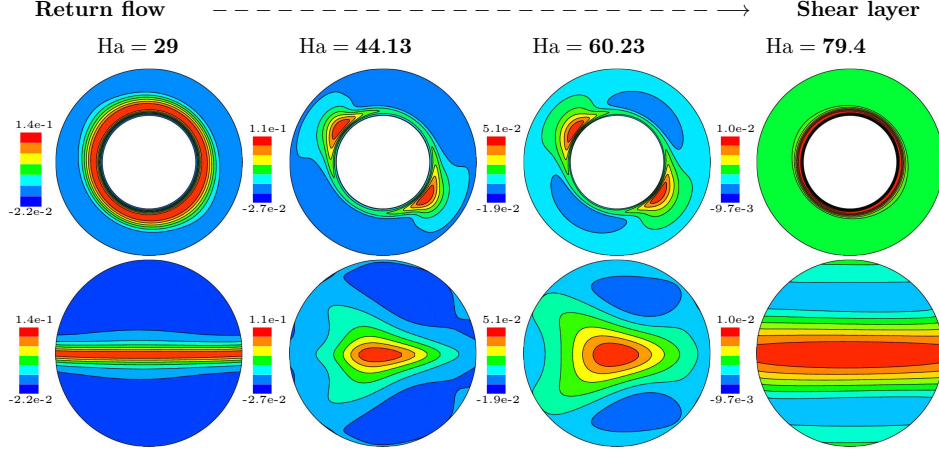 Return flow
Shear layer
Ha = 29
Ha = 44.13
Ha = 60.23
Ha = 79.4
1.4e-1
-2.2e-2
1.1e-1
-2.7e-2
5.1e-2
-1.9e-2
1.0e-2
-9.7e-3
1.4e-1
-2.2e-2
1.1e-1
-2.7e-2
5.1e-2
-1.9e-2
1.0e-2
-9.7e-3